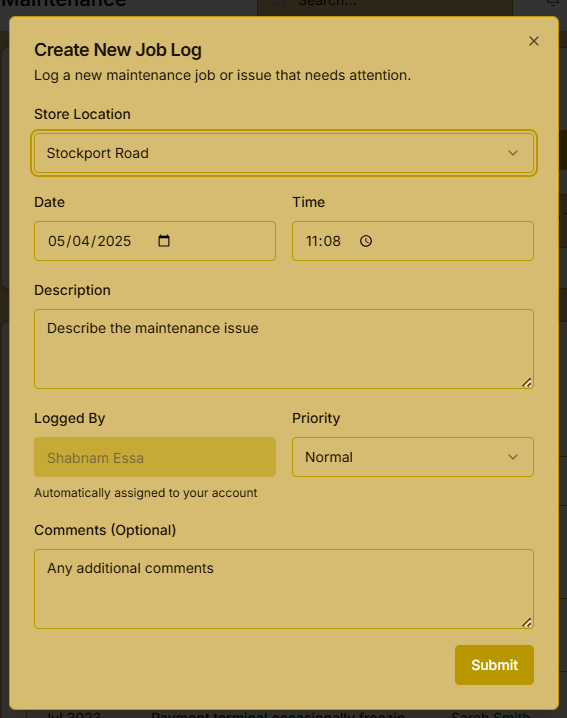 Maintenance
Search...
Create New Job Log
Log a new maintenance job or issue that needs attention.
Store Location
Stockport Road
Date
Time
05/04/2025
11:08
Description
Describe the maintenance issue
Logged By
Priority
Shabnam Essa
Normal
Automatically assigned to your account
Comments (Optional)
Any additional comments
Submit
Jul 2023 Payment terminal occasionally freezin Sarah Smith